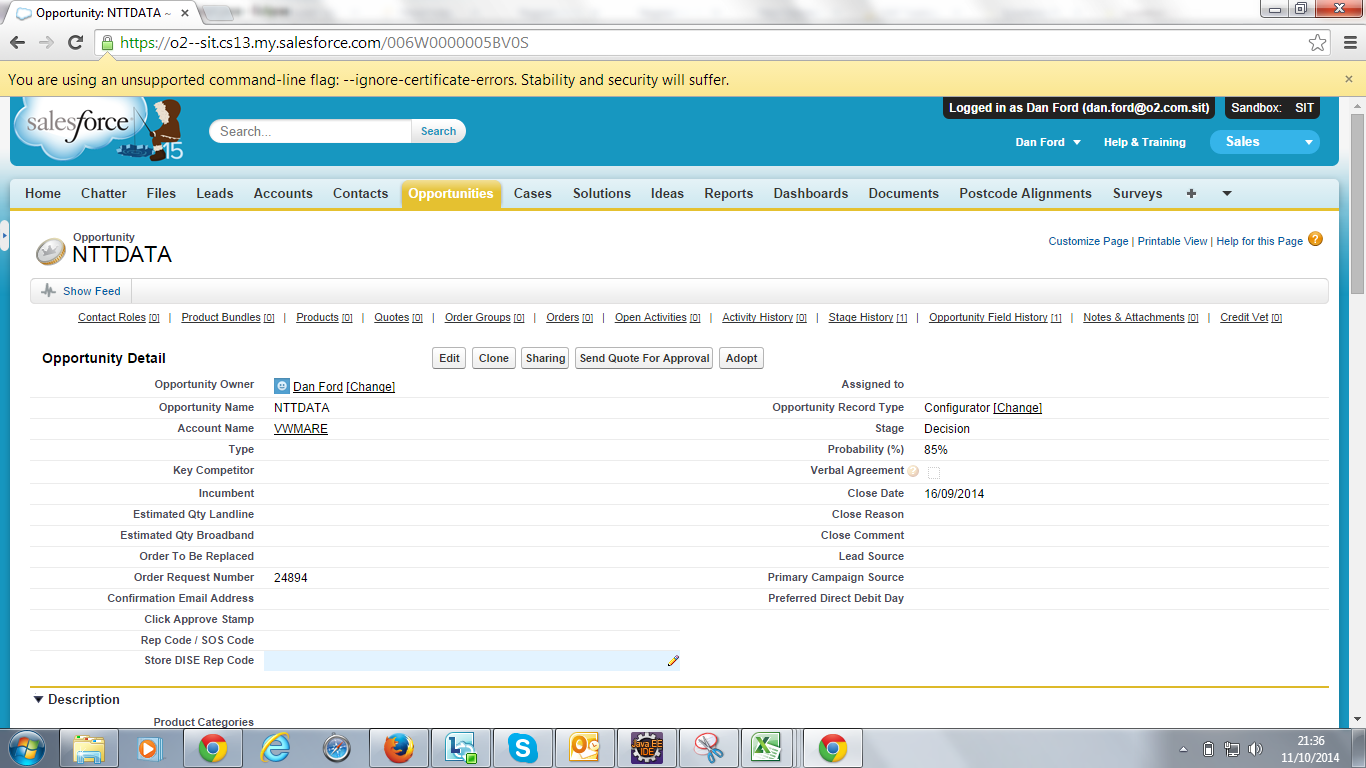 Opportunity: NTTDATA ~
https://o2--sit.cs13.my.salesforce.com/006W0000005BV0S
You are using an unsupported command-line flag: --ignore-certificate-errors. Stability and security will suffer.
salesforce
15
Search...
Search
Logged in as Dan Ford (dan.ford@o2.com.sit)
Sandbox: SIT
Dan Ford
Help & Training
Sales
Home Chatter Files Leads Accounts Contacts Opportunities Cases Solutions Ideas Reports Dashboards Documents Postcode Alignments Surveys +
Opportunity
NTTDATA
Customize Page | Printable View | Help for this Page ?
Show Feed
Contact Roles [0] | Product Bundles [0] | Products [0] | Quotes [0] | Order Groups [0] | Orders [0] | Open Activities [0] | Activity History [0] | Stage History [1] | Opportunity Field History [1] | Notes & Attachments [0] | Credit Vet [0]
Opportunity Detail
Edit Clone Sharing Send Quote For Approval Adopt
Opportunity Owner Dan Ford [Change] Assigned to
Opportunity Name NTTDATA Opportunity Record Type Configurator [Change]
Account Name VWMARE Stage Decision
Type Probability (%) 85%
Key Competitor Verbal Agreement ?
Incumbent Close Date 16/09/2014
Estimated Qty Landline Close Reason
Estimated Qty Broadband Close Comment
Order To Be Replaced Lead Source
Order Request Number 24894 Primary Campaign Source
Confirmation Email Address Preferred Direct Debit Day
Click Approve Stamp
Rep Code / SOS Code
Store DISE Rep Code
Description
Product Categories
Java EE
IDE
21:36
11/10/2014